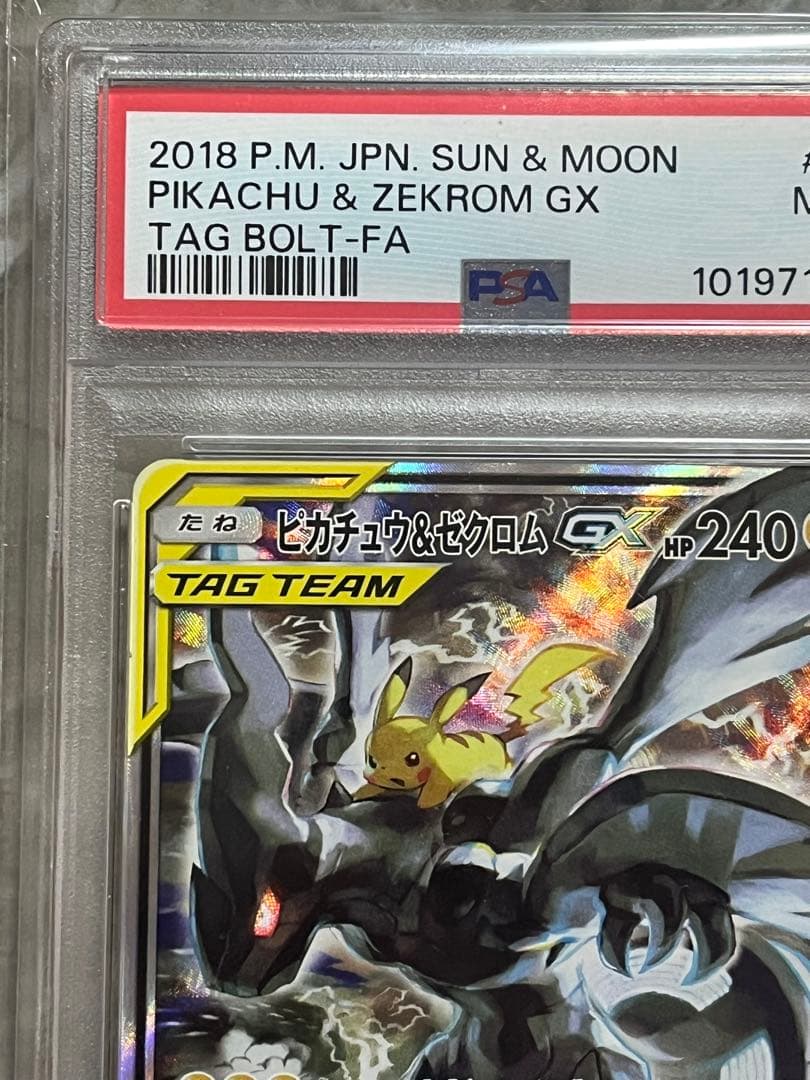 2018 P.M. JPN. SUN & MOON
PIKACHU & ZEKROM GX
TAG BOLT-FA
PSA
101971
たね ピカチュウ&ゼクロム GX HP 240
TAG TEAM